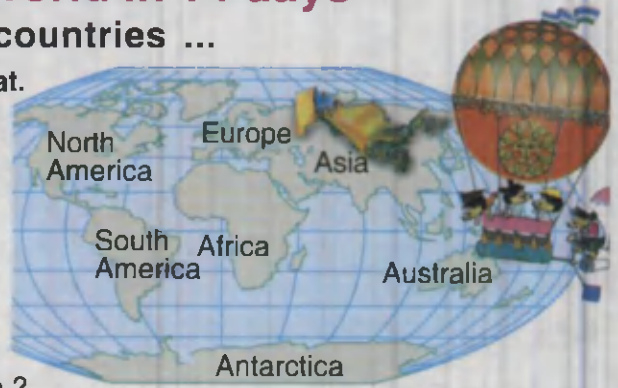 countries ...
at.
North
America
Europe
Asia
South
America
Africa
Australia
Antarctica
?